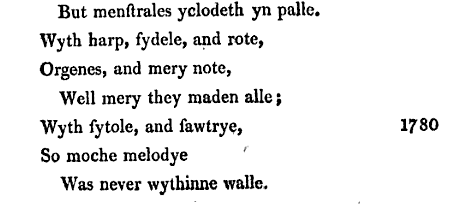 But menſtrales yclodeth yn palle.
Wyth harp, fydele, and rote,
Orgenes, and mery note,
Well mery they maden alle;
Wyth ſytole, and ſawtrye, 1780
So moche melodye
Was never wythinne walle.